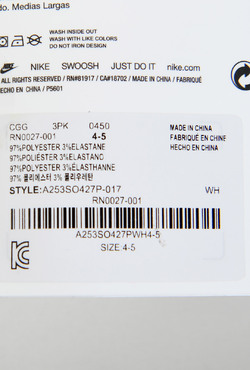 do. Medias Largas
WASH INSIDE OUT
WASH WITH LIKE COLORS
DO NOT IRON DESIGN
NIKE SWOOSH JUST DO IT nike.com
ALL RIGHTS RESERVED / RN#81917 / CA#18702 / FABRIQUÉ
HECHO EN CHINA / P5601
CGG 3PK 0450
RN0027-001 4-5
97%POLYESTER 3%ELASTANE
97%POLIÉSTER 3%ELASTANO
97%POLYESTER 3%ÉLASTHANNE
97% 폴리에스터 3% 폴리우레탄
MADE IN CHINA
FABRIQUÉ EN CHINE
HECHO EN CHINA
STYLE:A253SO427P-017 WH
RN0027-001
A253SO427PWH4-5
SIZE:4-5